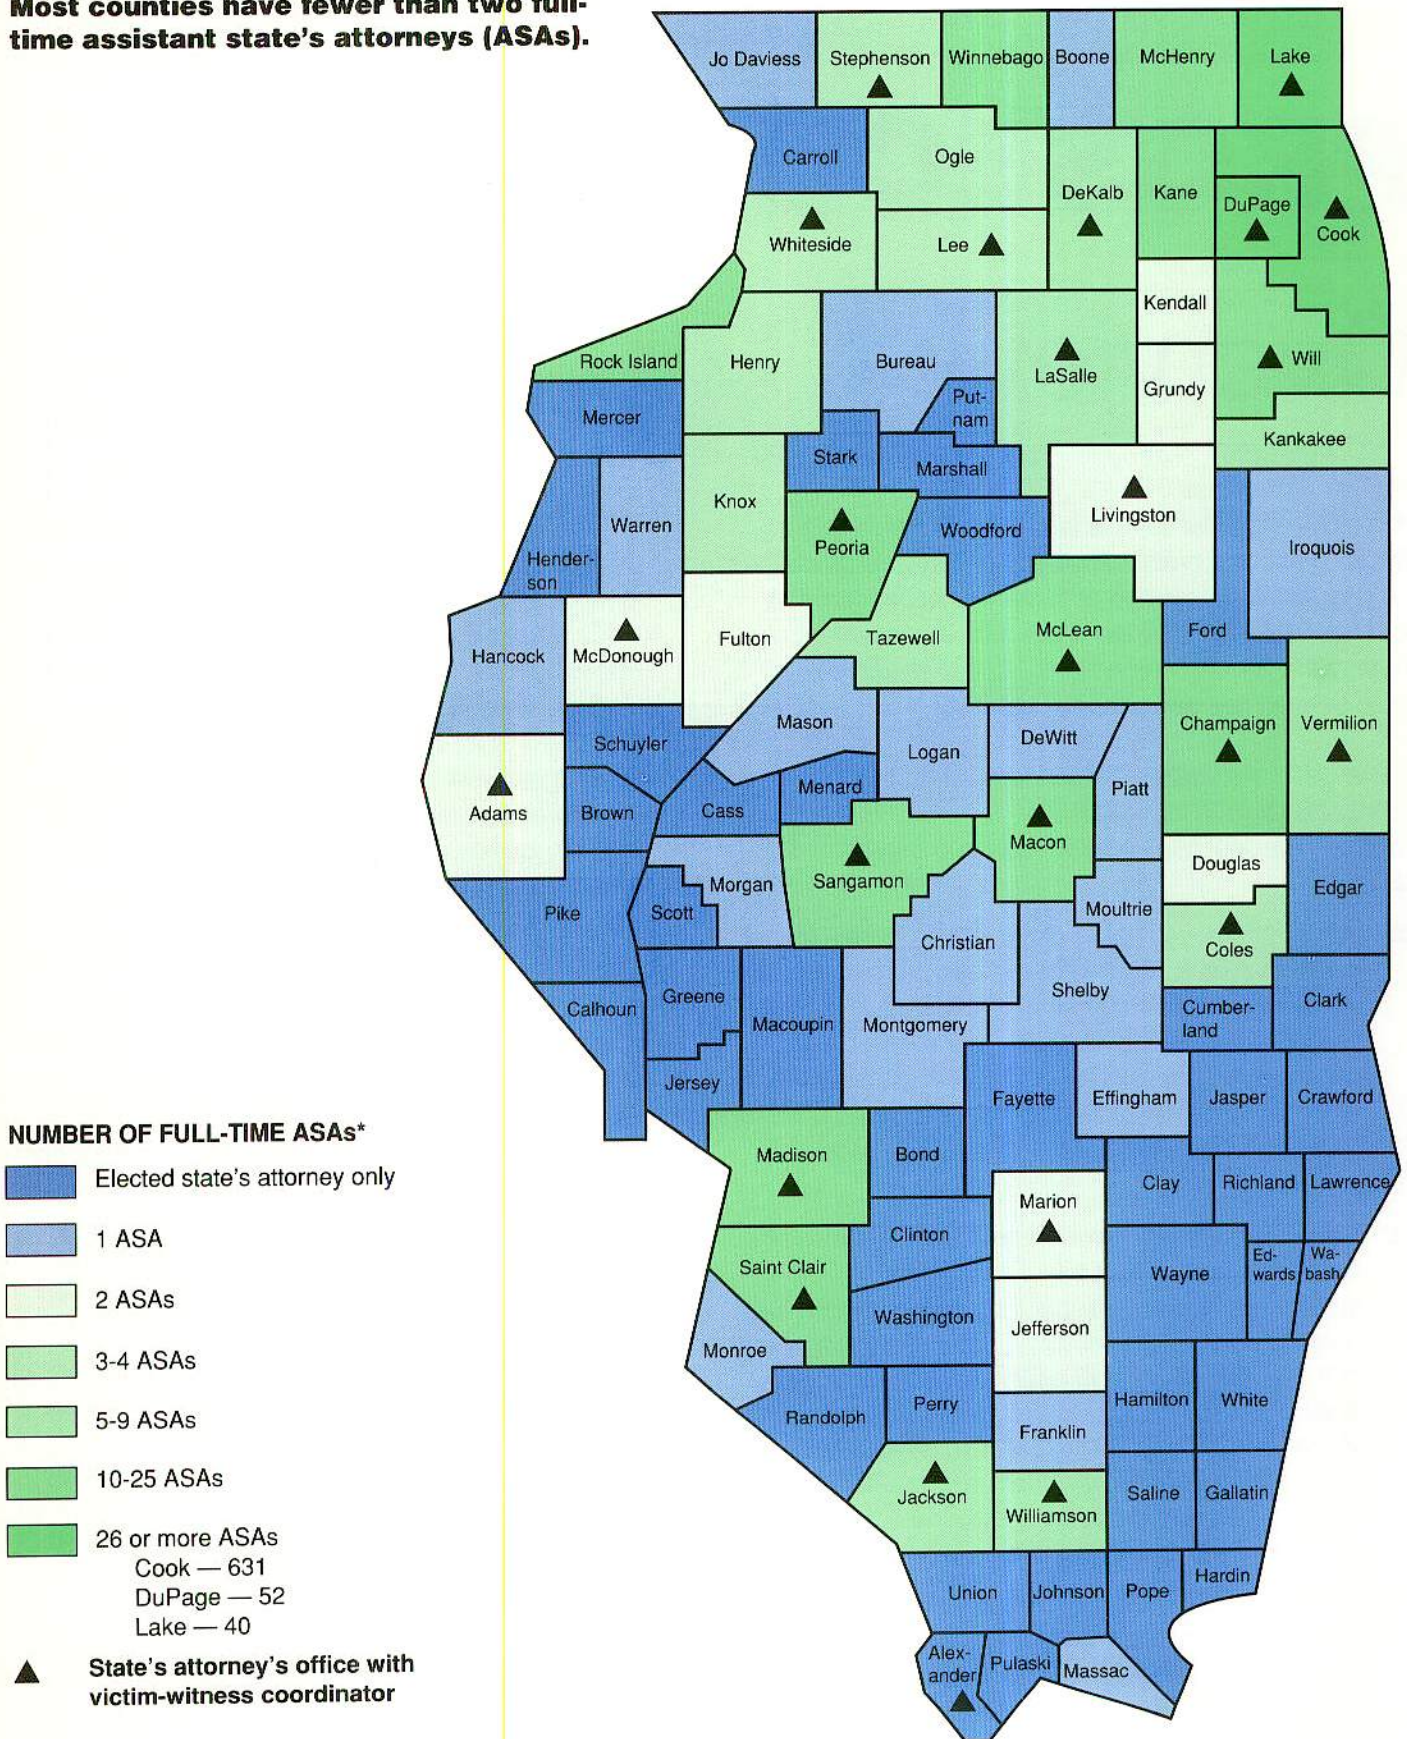 Most counties have fewer than two full-
time assistant state's attorneys (ASAs).
Jo Daviess
Stephenson
Winnebago
Boone
McHenry
Lake
Carroll
Ogle
DeKalb
Kane
DuPage
Cook
Whiteside
Lee
Kendall
Rock Island
Henry
Bureau
LaSalle
Grundy
Will
Mercer
Put-
nam
Kankakee
Stark
Marshall
Knox
Warren
Hender-
son
Peoria
Woodford
Livingston
Iroquois
Hancock
McDonough
Fulton
Tazewell
McLean
Ford
Mason
Logan
DeWitt
Champaign
Vermilion
Schuyler
Menard
Piatt
Adams
Brown
Cass
Macon
Sangamon
Douglas
Edgar
Pike
Scott
Morgan
Christian
Moultrie
Coles
Calhoun
Greene
Macoupin
Montgomery
Shelby
Cumber-
land
Clark
Jersey
Fayette
Effingham
Jasper
Crawford
Madison
Bond
Clay
Richland
Lawrence
Marion
Clinton
Saint Clair
Wayne
Ed-
wards
Wa-
bash
Washington
Jefferson
Monroe
Randolph
Perry
Franklin
Hamilton
White
Jackson
Williamson
Saline
Gallatin
Union
Johnson
Pope
Hardin
Alex-
ander
Pulaski
Massac
NUMBER OF FULL-TIME ASAs*
Elected state's attorney only
1 ASA
2 ASAs
3-4 ASAs
5-9 ASAs
10-25 ASAs
26 or more ASAs
Cook — 631
DuPage — 52
Lake — 40
State's attorney's office with
victim-witness coordinator